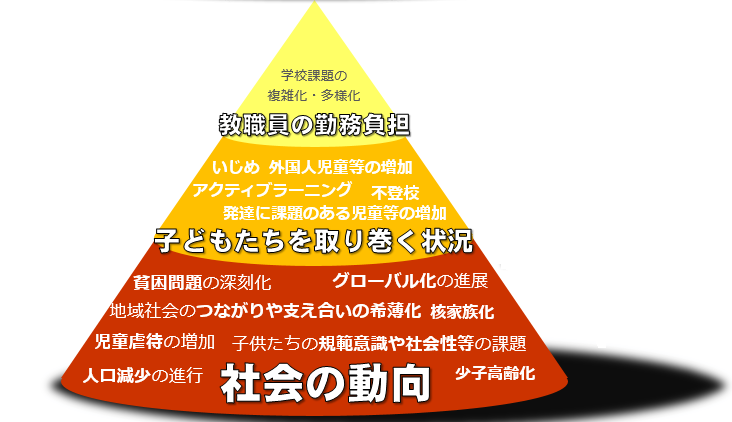 学校課題の
複雑化・多様化
教職員の勤務負担
いじめ 外国人児童等の増加
アクティブラーニング 不登校
発達に課題のある児童等の増加
子どもたちを取り巻く状況
貧困問題の深刻化 グローバル化の進展
地域社会のつながりや支え合いの希薄化 核家族化
児童虐待の増加 子供たちの規範意識や社会性等の課題
人口減少の進行 社会の動向 少子高齢化